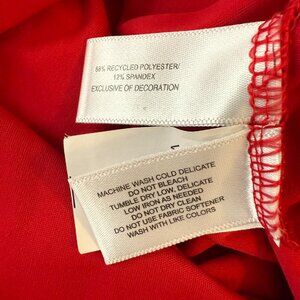 88% RECYCLED POLYESTER/
12% SPANDEX
EXCLUSIVE OF DECORATION
MACHINE WASH COLD DELICATE
DO NOT BLEACH
TUMBLE DRY LOW, DELICATE
LOW IRON AS NEEDED
DO NOT DRY CLEAN
DO NOT USE FABRIC SOFTENER
WASH WITH LIKE COLORS